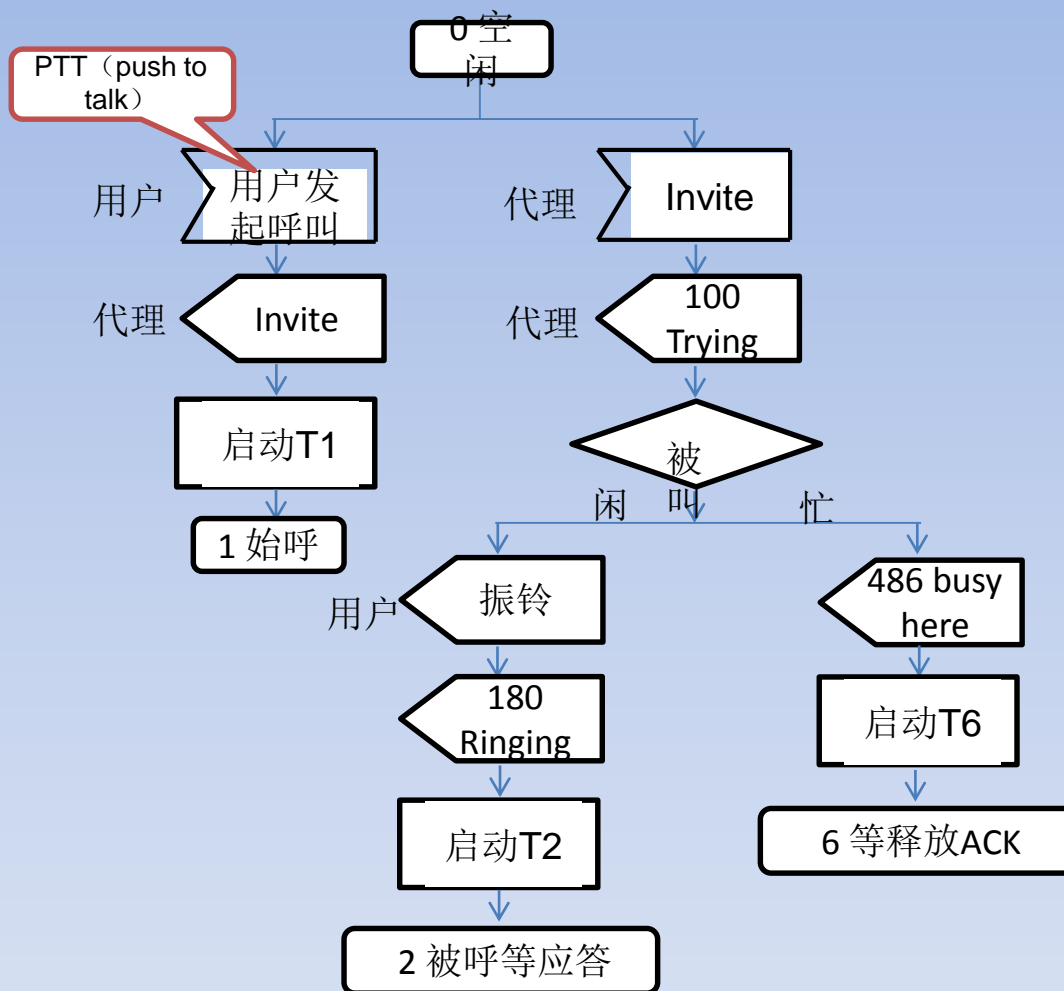 0 空
闲
PTT（push to
talk）
用户
用户发
起呼叫
代理
Invite
代理
Invite
代理
100
Trying
启动T1
被
叫
闲
忙
1 始呼
用户
振铃
486 busy
here
180
Ringing
启动T6
启动T2
6 等释放ACK
2 被呼等应答